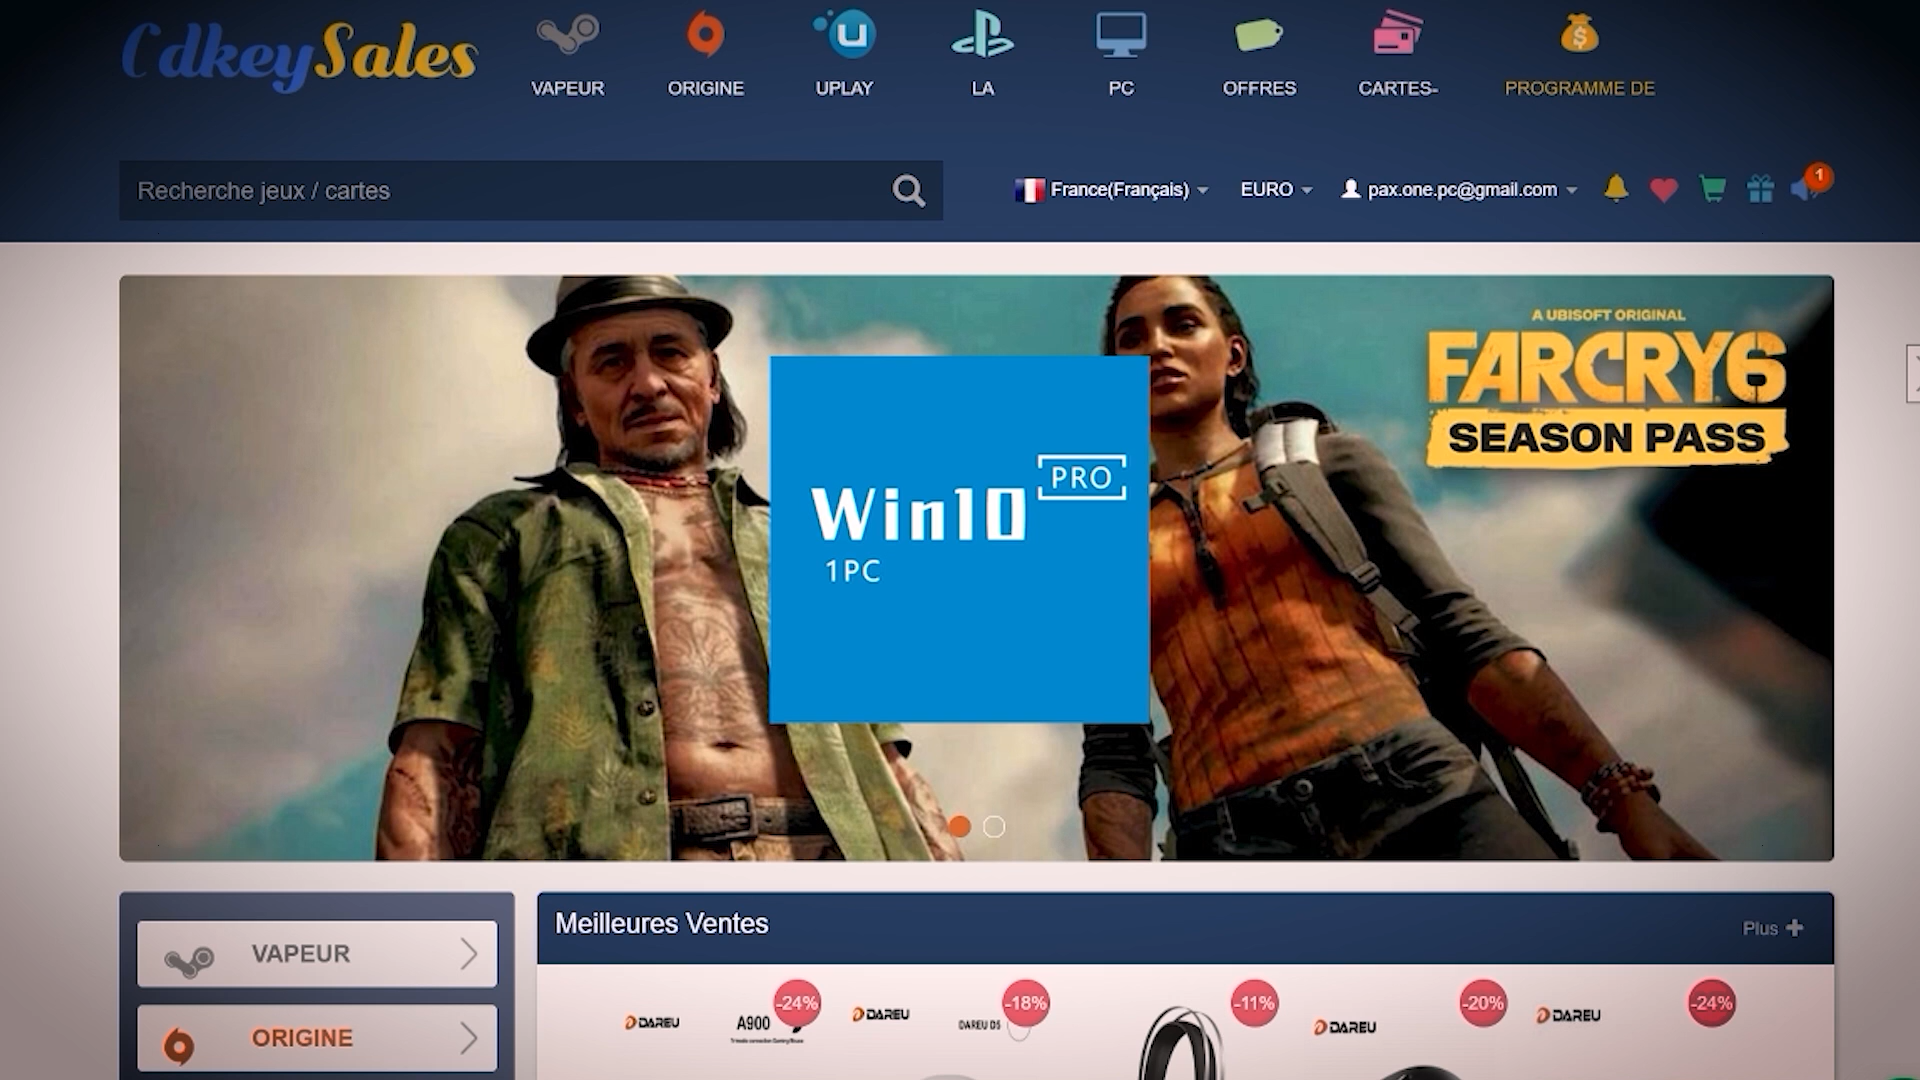 CdkeySales
VAPEUR
ORIGINE
UPLAY
LA
PC
OFFRES
CARTES-
PROGRAMME DE
Recherche jeux / cartes
France(Français)
EURO
pax.one.pc@gmail.com
1
A UBISOFT ORIGINAL
FARCRY6
SEASON PASS
Win10 PRO
1PC
Meilleures Ventes
Plus
VAPEUR
ORIGINE
-24%
-18%
-11%
-20%
-24%
DAREU
A900
DAREU
DAREU D5
DAREU
DAREU